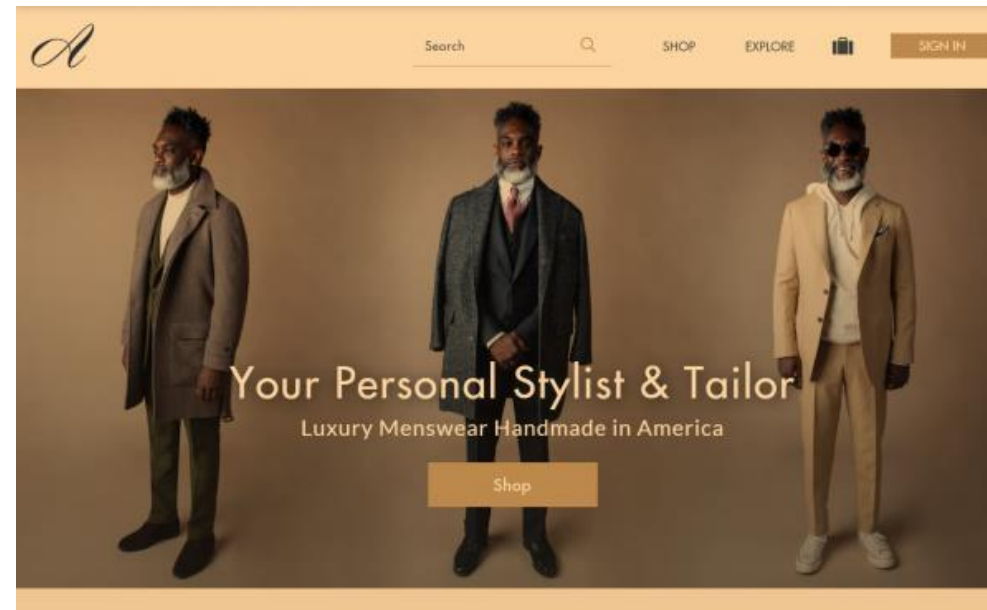 A
Search
SHOP
EXPLORE
SIGN IN
Your Personal Stylist & Tailor
Luxury Menswear Handmade in America
Shop